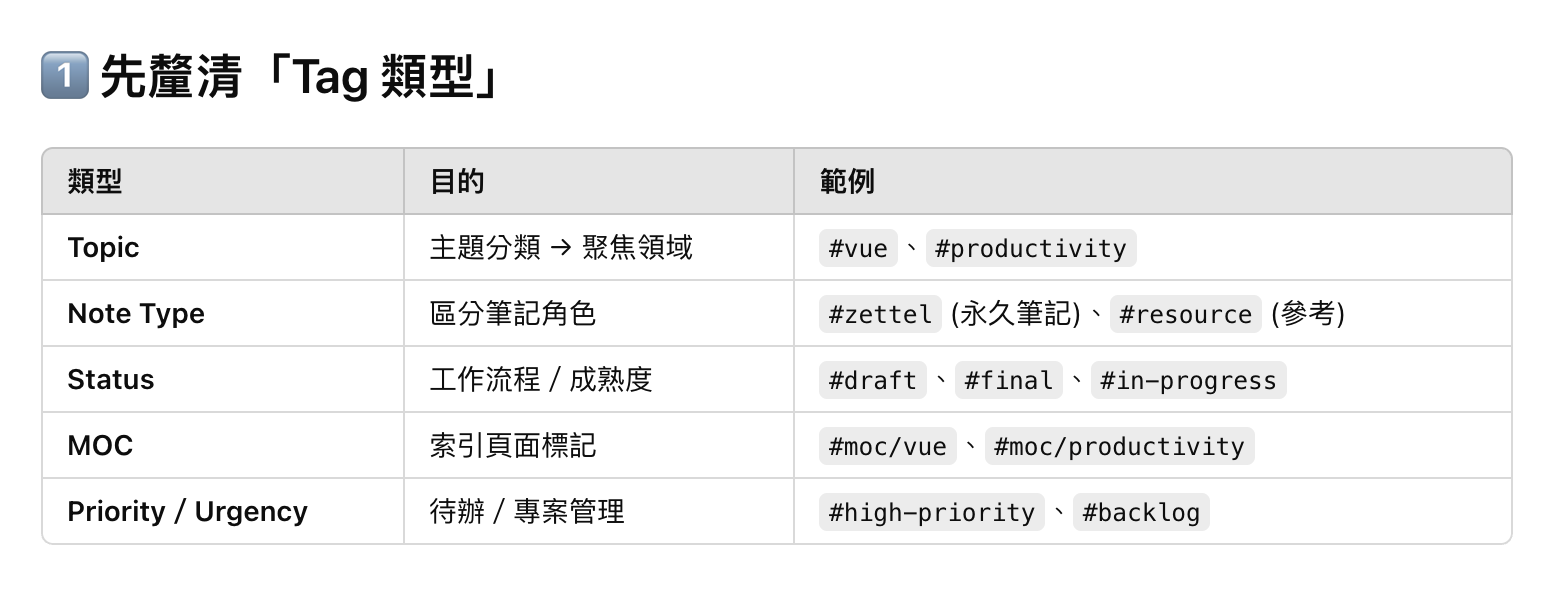 1️⃣ 先釐清「Tag 類型」
類型 目的 範例
Topic 主題分類 → 聚焦領域 #vue、#productivity
Note Type 區分筆記角色 #zettel (永久筆記)、#resource (參考)
Status 工作流程 / 成熟度 #draft、#final、#in-progress
MOC 索引頁面標記 #moc/vue、#moc/productivity
Priority / Urgency 待辦 / 專案管理 #high-priority、#backlog